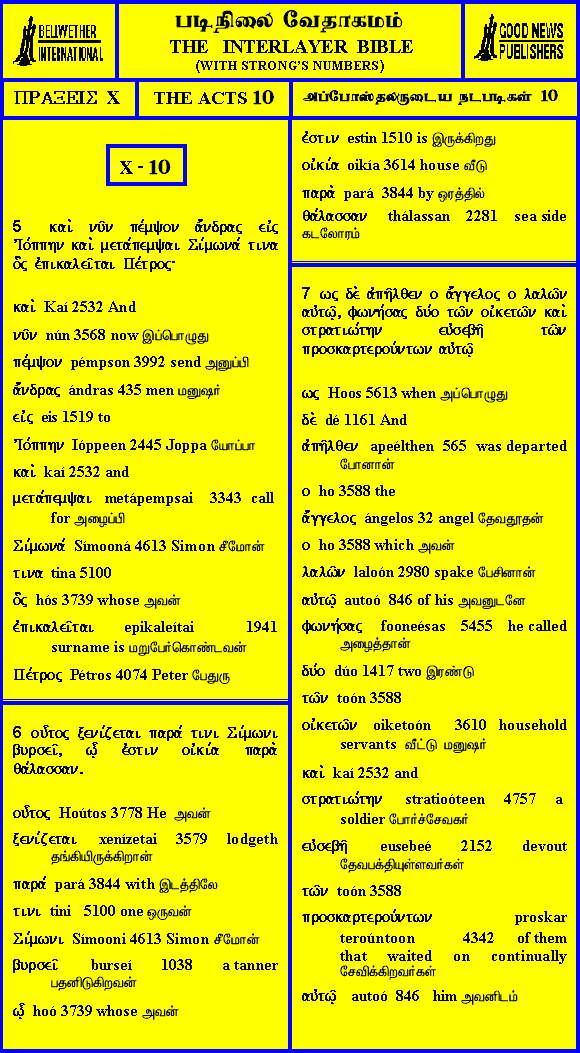 BELLWETHER
INTERNATIONAL
படிநிலை வேதாகமம்
THE INTERLAYER BIBLE
(WITH STRONG'S NUMBERS)
GOOD NEWS
PUBLISHERS
ΠΡΑΞΕΙΣ Χ
THE ACTS 10
அப்போஸ்தலருடைய நடபடிகள் 10
X - 10
5 καὶ νῦν πέμψον ἄνδρας εἰς
Ἰόππην καὶ μετάπεμψαι Σίμωνά τινα
ὃς ἐπικαλεῖται Πέτρος·
καὶ Kaí 2532 And
νῦν nún 3568 now இப்பொழுது
πέμψον pémpson 3992 send அனுப்பி
ἄνδρας ándras 435 men மனுஷர்
εἰς eis 1519 to
Ἰόππην Ióppeen 2445 Joppa யோப்பா
καὶ kaí 2532 and
μετάπεμψαι metápempsai 3343 call
for அழைப்பி
Σίμωνά Símooná 4613 Simon சீமோன்
τινα tina 5100
ὃς hós 3739 whose அவன்
ἐπικαλεῖται epikaleítai 1941
surname is மறுபேர்கொண்டவன்
Πέτρος Pétros 4074 Peter பேதுரு
6 οὗτος ξενίζεται παρά τινι Σίμωνι
βυρσεῖ, ᾧ ἐστιν οἰκία παρὰ
θάλασσαν.
οὗτος Hoútos 3778 He அவன்
ξενίζεται xenízetai 3579 lodgeth
தங்கியிருக்கிறான்
παρά pará 3844 with இடத்திலே
τινι tini 5100 one ஒருவன்
Σίμωνι Símooni 4613 Simon சீமோன்
βυρσεῖ burseí 1038 a tanner
பதனிடுகிறவன்
ᾧ hoó 3739 whose அவன்
ἐστιν estin 1510 is இருக்கிறது
οἰκία oikía 3614 house வீடு
παρὰ pará 3844 by ஓரத்தில்
θάλασσαν thálassan 2281 sea side
கடலோரம்
7 ως δὲ ἀπῆλθεν ο ἄγγελος ο λαλῶν
αὐτῷ, φωνήσας δύο τῶν οἰκετῶν καὶ
στρατιώτην εὐσεβῆ τῶν
προσκαρτερούντων αὐτῷ
ως Hoos 5613 when அப்பொழுது
δὲ dé 1161 And
ἀπῆλθεν apeélthen 565 was departed
போனான்
ο ho 3588 the
ἄγγελος ángelos 32 angel தேவதூதன்
ο ho 3588 which அவன்
λαλῶν laloón 2980 spake பேசினான்
αὐτῷ autoó 846 of his அவனுடனே
φωνήσας fooneésas 5455 he called
அழைத்தான்
δύο dúo 1417 two இரண்டு
τῶν toón 3588
οἰκετῶν oiketoón 3610 household
servants வீட்டு மனுஷர்
καὶ kaí 2532 and
στρατιώτην stratioóteen 4757 a
soldier போர்ச்சேவகர்
εὐσεβῆ eusebeé 2152 devout
தேவபக்தியுள்ளவர்கள்
τῶν toón 3588
προσκαρτερούντων proskar
teroúntoon 4342 of them
that waited on continually
சேவிக்கிறவர்கள்
αὐτῷ autoó 846 him அவனிடம்